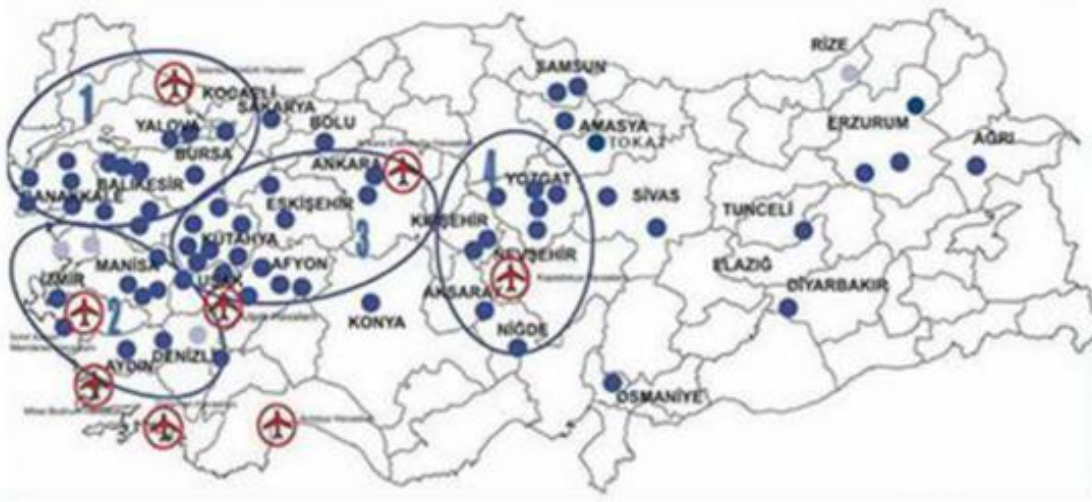 RİZE
SAMSUN
KOCAELİ
SAKARYA
1
YALOVA
BOLU
AMASYA
TOKAT
ERZURUM
AĞRI
BURSA
ANKARA
BALIKESİR
4
YOZGAT
ÇANAKKALE
ESKİŞEHİR
SİVAS
TUNCELİ
KIRŞEHİR
3
KÜTAHYA
NEVŞEHİR
MANİSA
AFYON
ELAZIĞ
İZMİR
UŞAK
DİYARBAKIR
AKSARAY
2
KONYA
NİĞDE
AYDIN
DENİZLİ
OSMANİYE